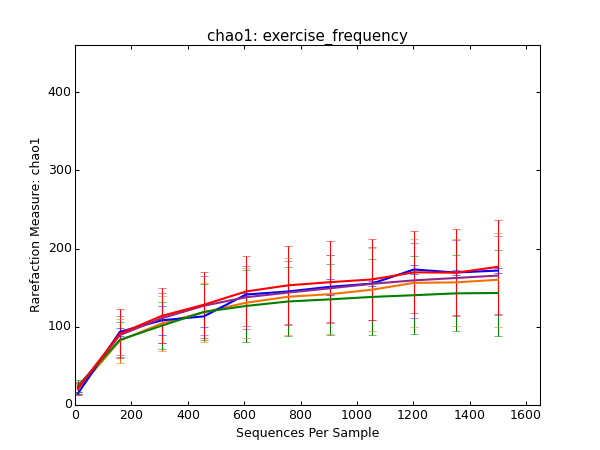 chao1: exercise_frequency
400
300
200
100
0
Rarefaction Measure: chao1
0 200 400 600 800 1000 1200 1400 1600
Sequences Per Sample